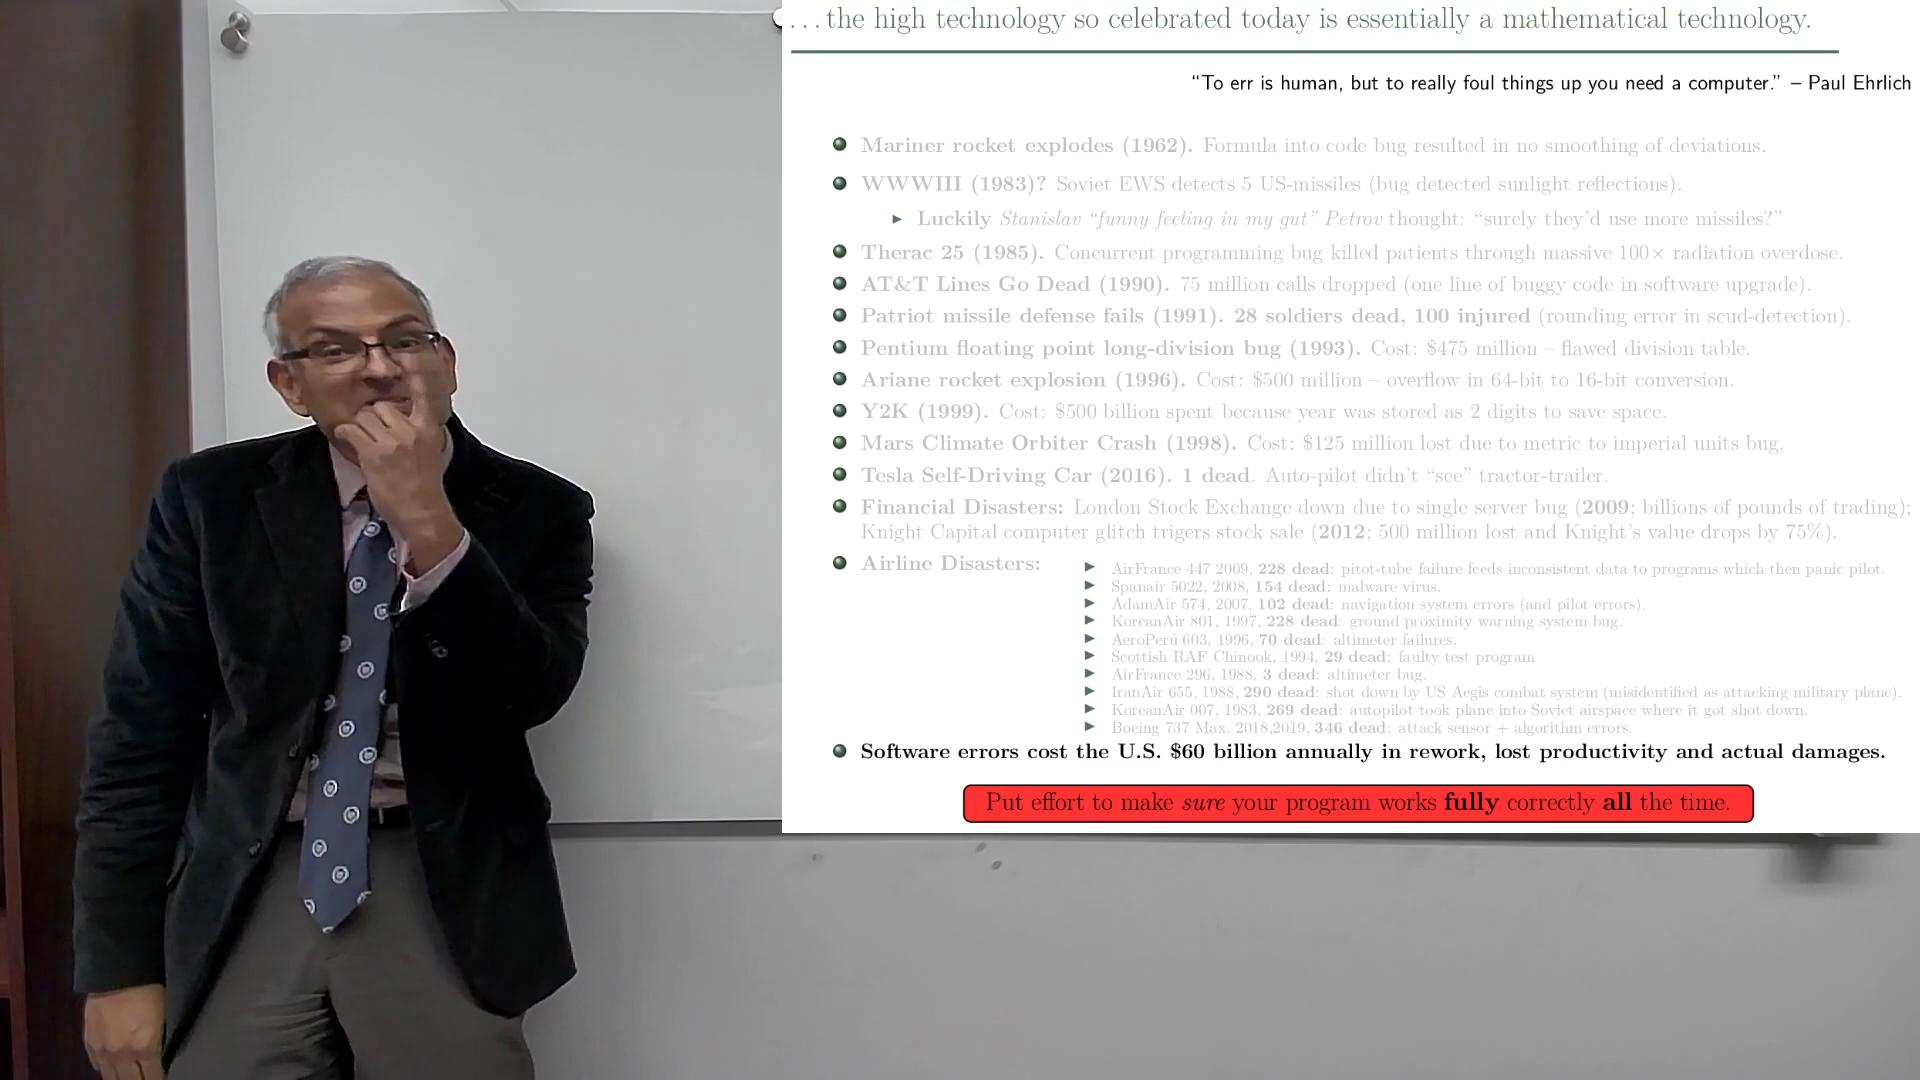 ...the high technology so celebrated today is essentially a mathematical technology.
“To err is human, but to really foul things up you need a computer.” – Paul Ehrlich
Mariner rocket explodes (1962). Formula into code bug resulted in no smoothing of deviations.
WWWIII (1983)? Soviet EWS detects 5 US-missiles (bug detected sunlight reflections).
Luckily Stanislav “funny feeling in my gut” Petrov thought: “surely they’d use more missiles?”
Therac 25 (1985). Concurrent programming bug killed patients through massive 100× radiation overdose.
AT&T Lines Go Dead (1990). 75 million calls dropped (one line of buggy code in software upgrade).
Patriot missile defense fails (1991). 28 soldiers dead, 100 injured (rounding error in scud-detection).
Pentium floating point long-division bug (1993). Cost: $475 million – flawed division table.
Ariane rocket explosion (1996). Cost: $500 million – overflow in 64-bit to 16-bit conversion.
Y2K (1999). Cost: $500 billion spent because year was stored as 2 digits to save space.
Mars Climate Orbiter Crash (1998). Cost: $125 million lost due to metric to imperial units bug.
Tesla Self-Driving Car (2016). 1 dead. Auto-pilot didn’t “see” tractor-trailer.
Financial Disasters: London Stock Exchange down due to single server bug (2009; billions of pounds of trading);
Knight Capital computer glitch trigers stock sale (2012; 500 million lost and Knight’s value drops by 75%).
Airline Disasters:
AirFrance 447 2009, 228 dead: pitot-tube failure feeds inconsistent data to programs which then panic pilot.
Spanair 5022, 2008, 154 dead: malware virus.
AdamAir 574, 2007, 102 dead: navigation system errors (and pilot errors).
KoreanAir 801, 1997, 228 dead: ground proximity warning system bug.
AeroPerú 603, 1996, 70 dead: altimeter failures.
Scottish RAF Chinook, 1994, 29 dead: faulty test program
AirFrance 296, 1988, 3 dead: altimeter bug.
IranAir 655, 1988, 290 dead: shot down by US Aegis combat system (misidentified as attacking military plane).
KoreanAir 007, 1983, 269 dead: autopilot took plane into Soviet airspace where it got shot down.
Boeing 737 Max, 2018,2019, 346 dead: attack sensor + algorithm errors.
Software errors cost the U.S. $60 billion annually in rework, lost productivity and actual damages.
Put effort to make sure your program works fully correctly all the time.